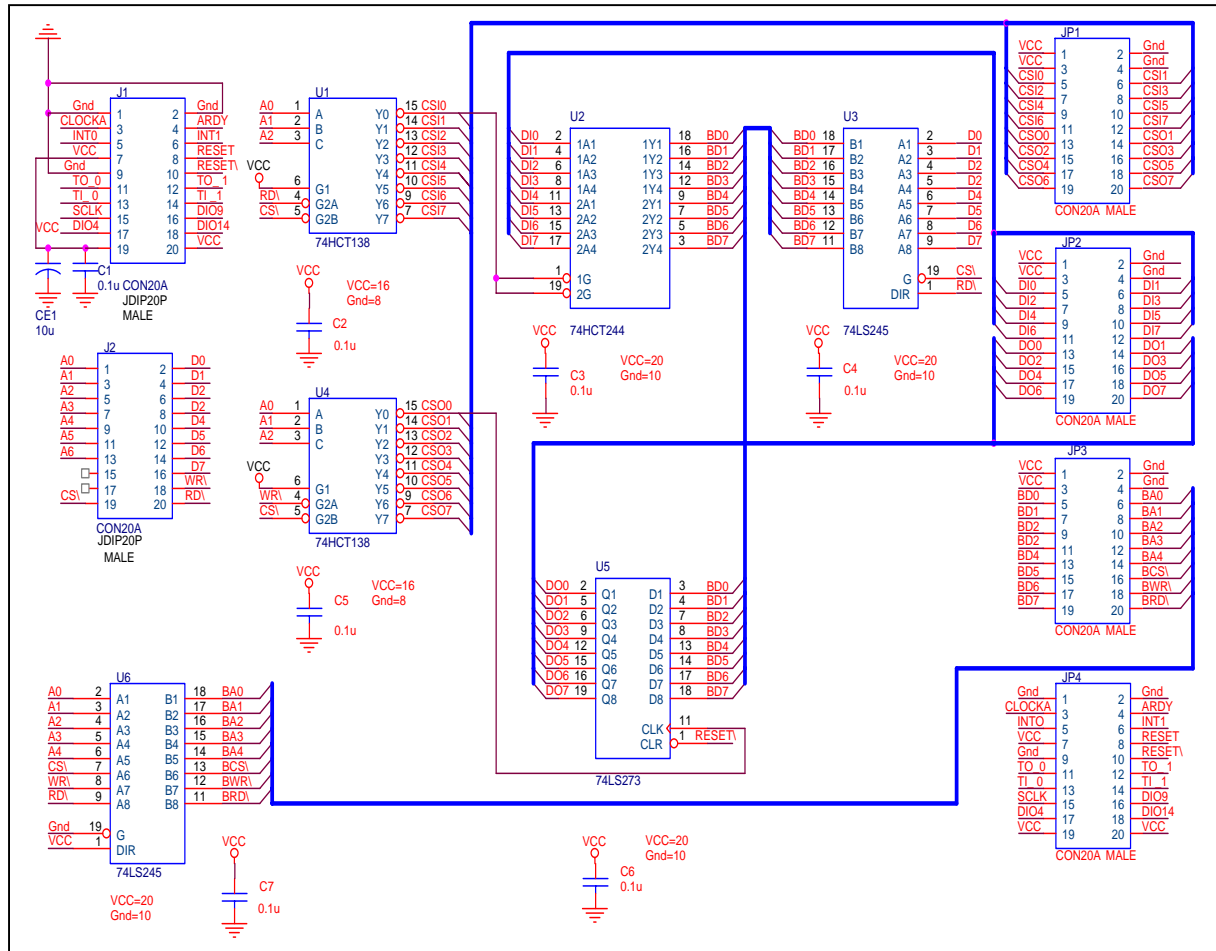 J1
Gnd 1 2 Gnd
CLOCKA 3 4 ARDY
INT0 5 6 INT1
VCC 7 8 RESET
Gnd 9 10 RESET\
TO_0 11 12 TO_1
TI_0 13 14 TI_1
SCLK 15 16 DIO9
DIO4 17 18 DIO14
VCC 19 20 VCC
CON20A
JDIP20P
MALE
C1
0.1u
CE1
10u
U1
A0 1 A Y0 15 CSI0
A1 2 B Y1 14 CSI1
A2 3 C Y2 13 CSI2
Y3 12 CSI3
Y4 11 CSI4
VCC 6 G1 Y5 10 CSI5
RD\ 4 G2A Y6 9 CSI6
CS\ 5 G2B Y7 7 CSI7
74HCT138
VCC
VCC=16
Gnd=8
C2
0.1u
U2
DI0 2 1A1 1Y1 18 BD0
DI1 4 1A2 1Y2 16 BD1
DI2 6 1A3 1Y3 14 BD2
DI3 8 1A4 1Y4 12 BD3
DI4 11 2A1 2Y1 9 BD4
DI5 13 2A2 2Y2 7 BD5
DI6 15 2A3 2Y3 5 BD6
DI7 17 2A4 2Y4 3 BD7
1 1G
19 2G
74HCT244
VCC
C3
0.1u
VCC=20
Gnd=10
U3
BD0 18 B1 A1 2 D0
BD1 17 B2 A2 3 D1
BD2 16 B3 A3 4 D2
BD3 15 B4 A4 5 D2
BD4 14 B5 A5 6 D4
BD5 13 B6 A6 7 D5
BD6 12 B7 A7 8 D6
BD7 11 B8 A8 9 D7
G 19 CS\
DIR 1 RD\
74LS245
VCC
C4
0.1u
VCC=20
Gnd=10
JP1
VCC 1 2 Gnd
VCC 3 4 Gnd
CSI0 5 6 CSI1
CSI2 7 8 CSI3
CSI4 9 10 CSI5
CSI6 11 12 CSI7
CSO0 13 14 CSO1
CSO2 15 16 CSO3
CSO4 17 18 CSO5
CSO6 19 20 CSO7
CON20A MALE
JP2
VCC 1 2 Gnd
VCC 3 4 Gnd
DI0 5 6 DI1
DI2 7 8 DI3
DI4 9 10 DI5
DI6 11 12 DI7
DO0 13 14 DO1
DO2 15 16 DO3
DO4 17 18 DO5
DO6 19 20 DO7
CON20A MALE
J2
A0 1 2 D0
A1 3 4 D1
A2 5 6 D2
A3 7 8 D2
A4 9 10 D4
A5 11 12 D5
A6 13 14 D6
15 16 D7
17 18 WR\
CS\ 19 20 RD\
CON20A
JDIP20P
MALE
U4
A0 1 A Y0 15 CSO0
A1 2 B Y1 14 CSO1
A2 3 C Y2 13 CSO2
Y3 12 CSO3
Y4 11 CSO4
VCC 6 G1 Y5 10 CSO5
WR\ 4 G2A Y6 9 CSO6
CS\ 5 G2B Y7 7 CSO7
74HCT138
VCC
VCC=16
Gnd=8
C5
0.1u
JP3
VCC 1 2 Gnd
VCC 3 4 Gnd
BD0 5 6 BA0
BD1 7 8 BA1
BD2 9 10 BA2
BD2 11 12 BA3
BD4 13 14 BA4
BD5 15 16 BCS\
BD6 17 18 BWR\
BD7 19 20 BRD\
CON20A MALE
U5
DO0 2 Q1 D1 3 BD0
DO1 5 Q2 D2 4 BD1
DO2 6 Q3 D3 7 BD2
DO3 9 Q4 D4 8 BD3
DO4 12 Q5 D5 13 BD4
DO5 15 Q6 D6 14 BD5
DO6 16 Q7 D7 17 BD6
DO7 19 Q8 D8 18 BD7
CLK 11
CLR 1 RESET\
74LS273
VCC
C6
0.1u
VCC=20
Gnd=10
U6
A0 2 A1 B1 18 BA0
A1 3 A2 B2 17 BA1
A2 4 A3 B3 16 BA2
A3 5 A4 B4 15 BA3
A4 6 A5 B5 14 BA4
CS\ 7 A6 B6 13 BCS\
WR\ 8 A7 B7 12 BWR\
RD\ 9 A8 B8 11 BRD\
Gnd 19 G
VCC 1 DIR
74LS245
VCC=20
Gnd=10
VCC
C7
0.1u
JP4
Gnd 1 2 Gnd
CLOCKA 3 4 ARDY
INTO 5 6 INT1
VCC 7 8 RESET
Gnd 9 10 RESET\
TO_0 11 12 TO_1
TI_0 13 14 TI_1
SCLK 15 16 DIO9
DIO4 17 18 DIO14
VCC 19 20 VCC
CON20A MALE